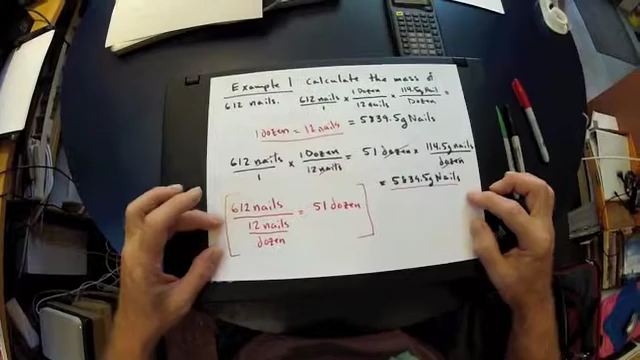 Example 1 Calculate the mass of
612 nails. 612 nails/1 × 1 Dozen/12 nails × 114.5g Nail/Dozen =
1 Dozen = 12 nails = 5839.5g Nails
612 nails/1 × 1 Dozen/12 nails = 51 dozen × 114.5g nails/dozen
= 5839.5g Nails
[612 nails/12 nails/dozen = 51 dozen]